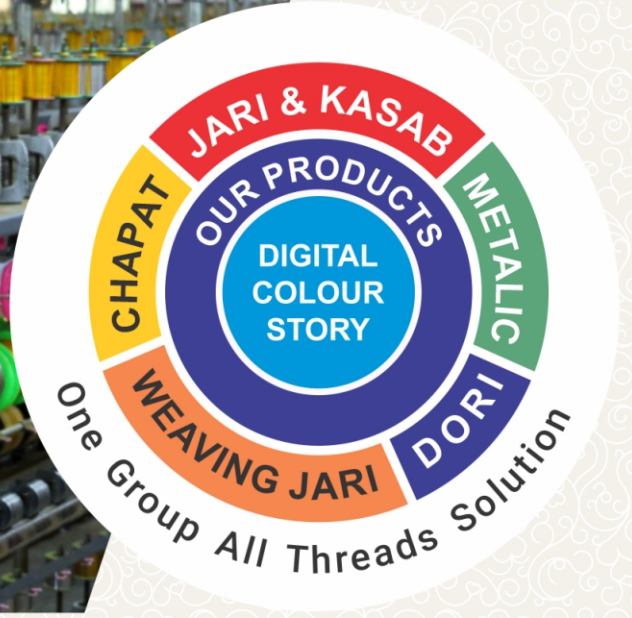 JARI & KASAB
METALIC
DORI
WEAVING JARI
CHAPAT
OUR PRODUCTS
DIGITAL
COLOUR
STORY
One Group All Threads Solution